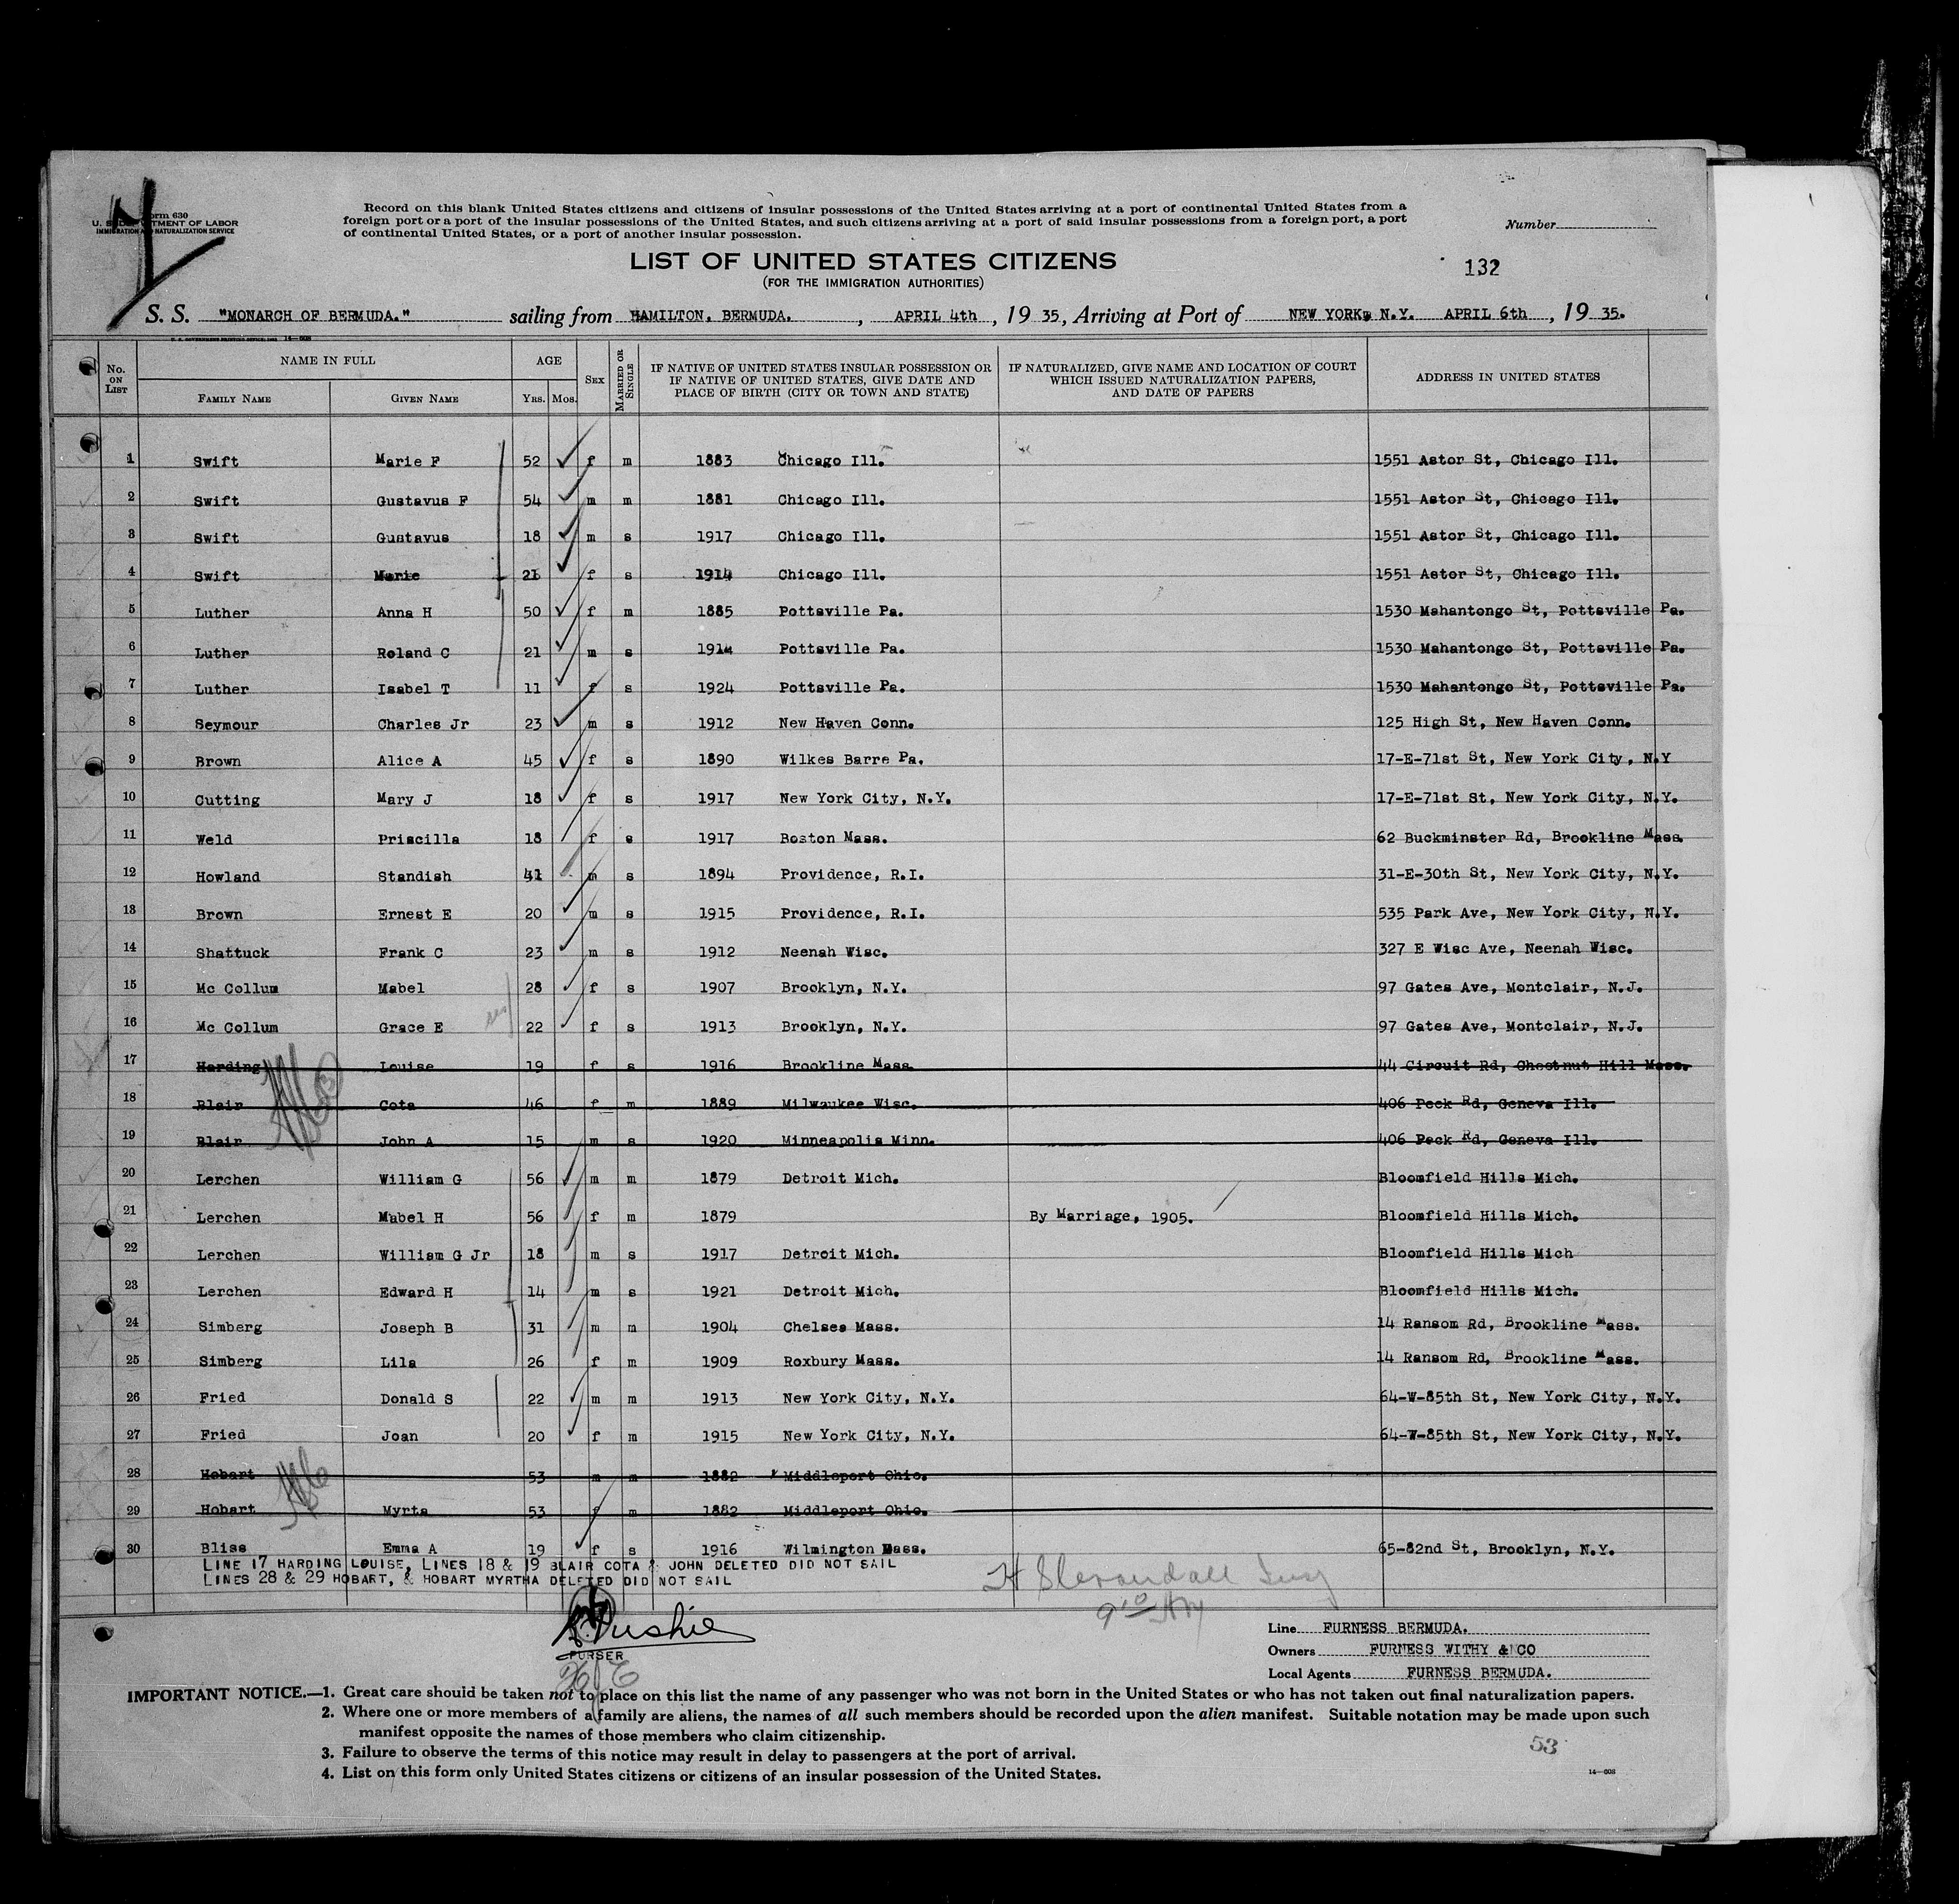 Form 630
U. S. DEPARTMENT OF LABOR
IMMIGRATION AND NATURALIZATION SERVICE
Record on this blank United States citizens and citizens of insular possessions of the United States arriving at a port of continental United States from a
foreign port or a port of the insular possessions of the United States, and such citizens arriving at a port of said insular possessions from a foreign port, a port
of continental United States, or a port of another insular possession.
Number
LIST OF UNITED STATES CITIZENS
(FOR THE IMMIGRATION AUTHORITIES)
132
S. S. "MONARCH OF BERMUDA." sailing from HAMILTON. BERMUDA. , APRIL 4th , 19 35, Arriving at Port of NEW YORK, N.Y. APRIL 6th , 19 35.
No. ON LIST NAME IN FULL FAMILY NAME GIVEN NAME AGE YRS. MOS. SEX MARRIED OR SINGLE IF NATIVE OF UNITED STATES INSULAR POSSESSION OR IF NATIVE OF UNITED STATES, GIVE DATE AND PLACE OF BIRTH (CITY OR TOWN AND STATE) IF NATURALIZED, GIVE NAME AND LOCATION OF COURT WHICH ISSUED NATURALIZATION PAPERS, AND DATE OF PAPERS ADDRESS IN UNITED STATES
1 Swift Marie F 52 f m 1883 Chicago Ill. 1551 Astor St, Chicago Ill.
2 Swift Gustavus F 54 m m 1881 Chicago Ill. 1551 Astor St, Chicago Ill.
3 Swift Gustavus 18 m s 1917 Chicago Ill. 1551 Astor St, Chicago Ill.
4 Swift Marie 21 f s 1914 Chicago Ill. 1551 Astor St, Chicago Ill.
5 Luther Anna H 50 f m 1885 Pottsville Pa. 1530 Mahantongo St, Pottsville Pa.
6 Luther Roland C 21 m s 1914 Pottsville Pa. 1530 Mahantongo St, Pottsville Pa.
7 Luther Isabel T 11 f s 1924 Pottsville Pa. 1530 Mahantongo St, Pottsville Pa.
8 Seymour Charles Jr 23 m s 1912 New Haven Conn. 125 High St, New Haven Conn.
9 Brown Alice A 45 f s 1890 Wilkes Barre Pa. 17-E-71st St, New York City, N.Y
10 Cutting Mary J 18 f s 1917 New York City, N.Y. 17-E-71st St, New York City, N.Y.
11 Weld Priscilla 18 f s 1917 Boston Mass. 62 Buckminster Rd, Brookline Mass.
12 Howland Standish 41 m s 1894 Providence, R.I. 31-E-30th St, New York City, N.Y.
13 Brown Ernest E 20 m s 1915 Providence, R.I. 535 Park Ave, New York City, N.Y.
14 Shattuck Frank C 23 m s 1912 Neenah Wisc. 327 E Wisc Ave, Neenah Wisc.
15 Mc Collum Mabel 28 f s 1907 Brooklyn, N.Y. 97 Gates Ave, Montclair, N.J.
16 Mc Collum Grace E 22 f s 1913 Brooklyn, N.Y. 97 Gates Ave, Montclair, N.J.
17 Harding Louise 19 f s 1916 Brookline Mass. 44 Circuit Rd, Chestnut Hill Mass.
18 Blair Cota 46 f m 1889 Milwaukee Wisc. 406 Peck Rd, Geneva Ill.
19 Blair John A 15 m s 1920 Minneapolis Minn. 406 Peck Rd, Geneva Ill.
20 Lerchen William G 56 m m 1879 Detroit Mich. Bloomfield Hills Mich.
21 Lerchen Mabel H 56 f m 1879 By Marriage, 1905. Bloomfield Hills Mich.
22 Lerchen William G Jr 18 m s 1917 Detroit Mich. Bloomfield Hills Mich
23 Lerchen Edward H 14 m s 1921 Detroit Mich. Bloomfield Hills Mich.
24 Simberg Joseph B 31 m m 1904 Chelsea Mass. 14 Ransom Rd, Brookline Mass.
25 Simberg Lila 26 f m 1909 Roxbury Mass. 14 Ransom Rd, Brookline Mass.
26 Fried Donald S 22 m m 1913 New York City, N.Y. 64-W-85th St, New York City, N.Y.
27 Fried Joan 20 f m 1915 New York City, N.Y. 64-W-85th St, New York City, N.Y.
28 Hobart 53 m m 1882 Middleport Ohio.
29 Hobart Myrta 53 f m 1882 Middleport Ohio.
30 Bliss Emma A 19 f s 1916 Wilmington Mass. 65-82nd St, Brooklyn, N.Y.
LINE 17 HARDING LOUISE, LINES 18 & 19 BLAIR COTA & JOHN DELETED DID NOT SAIL
LINES 28 & 29 HOBART, & HOBART MYRTHA DELETED DID NOT SAIL
PURSER
Line FURNESS BERMUDA.
Owners FURNESS WITHY & CO
Local Agents FURNESS BERMUDA.
IMPORTANT NOTICE.—1. Great care should be taken not to place on this list the name of any passenger who was not born in the United States or who has not taken out final naturalization papers.
2. Where one or more members of a family are aliens, the names of all such members should be recorded upon the alien manifest. Suitable notation may be made upon such
manifest opposite the names of those members who claim citizenship.
3. Failure to observe the terms of this notice may result in delay to passengers at the port of arrival.
4. List on this form only United States citizens or citizens of an insular possession of the United States.
53
14—608